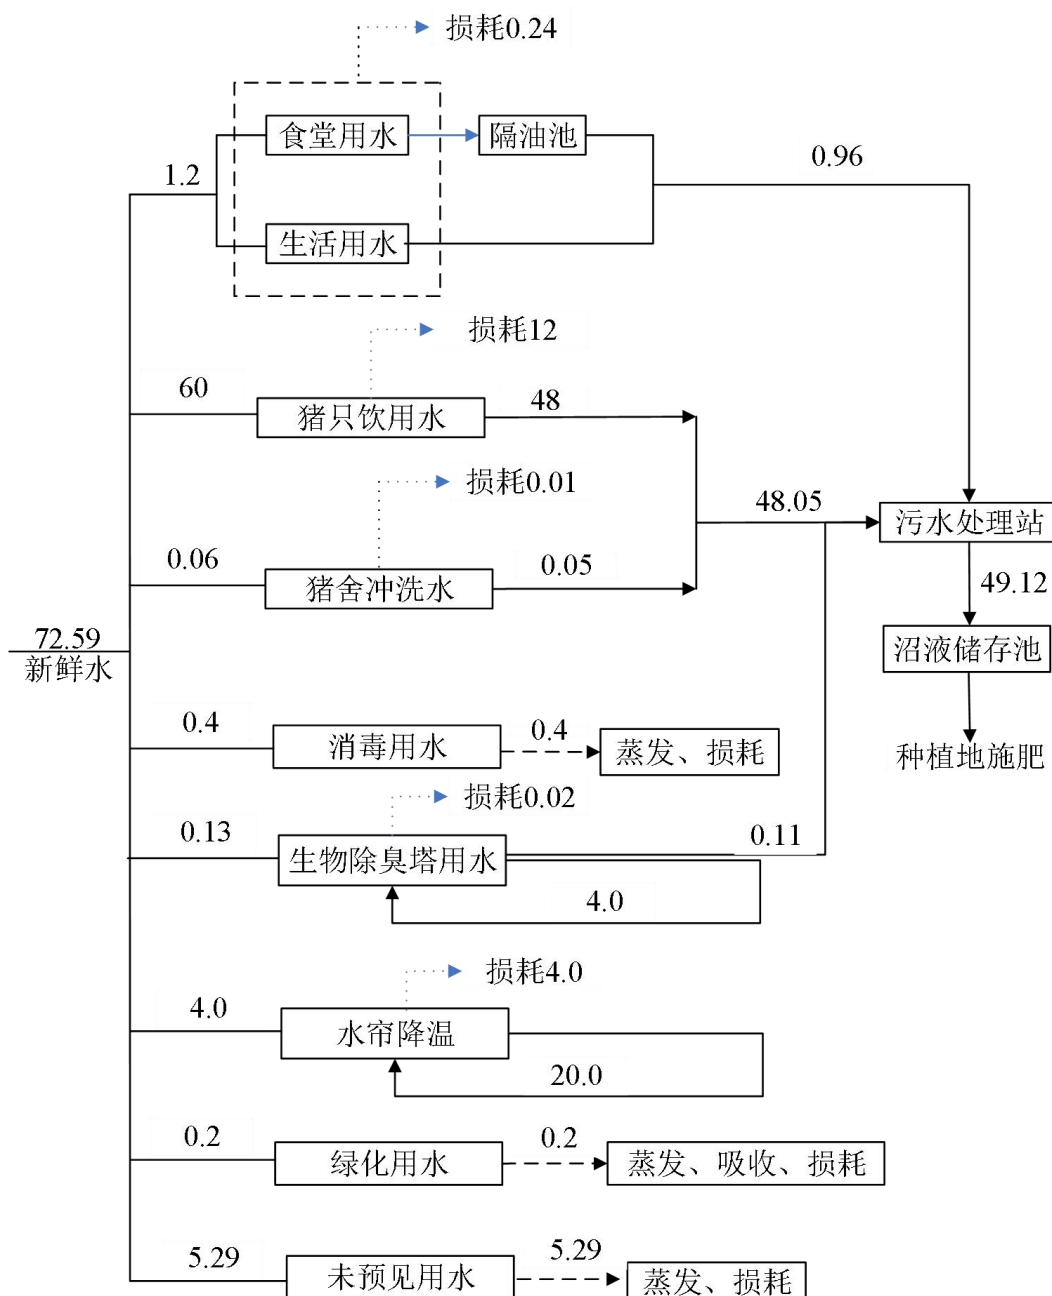 损耗0.24
食堂用水
隔油池
0.96
1.2
生活用水
损耗12
60
猪只饮用水
48
损耗0.01
48.05
污水处理站
0.06
猪舍冲洗水
0.05
49.12
72.59
新鲜水
沼液储存池
0.4
消毒用水
0.4
蒸发、损耗
种植地施肥
损耗0.02
0.13
生物除臭塔用水
0.11
4.0
损耗4.0
4.0
水帘降温
20.0
0.2
绿化用水
0.2
蒸发、吸收、损耗
5.29
未预见用水
5.29
蒸发、损耗